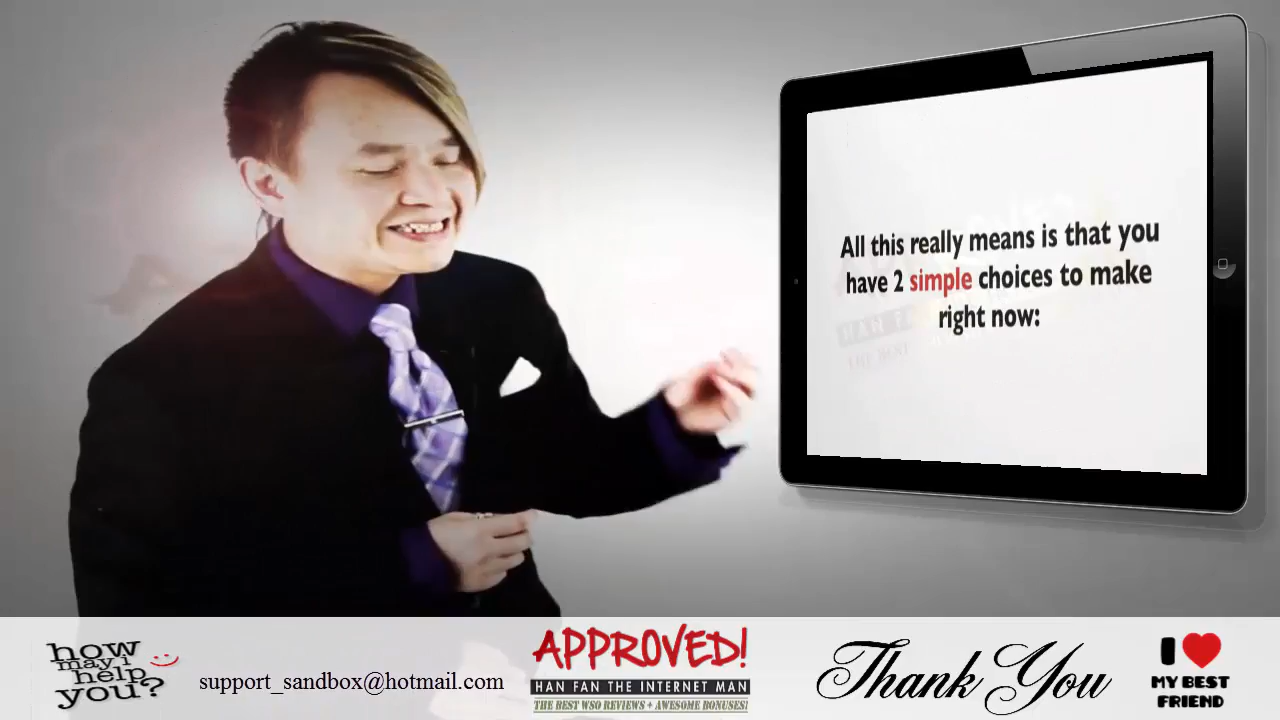 All this really means is that you
have 2 simple choices to make
right now:
how
may i
help
you?
support_sandbox@hotmail.com
APPROVED!
HAN FAN THE INTERNET MAN
THE BEST WSO REVIEWS + AWESOME BONUSES!
Thank You
I
MY BEST
FRIEND